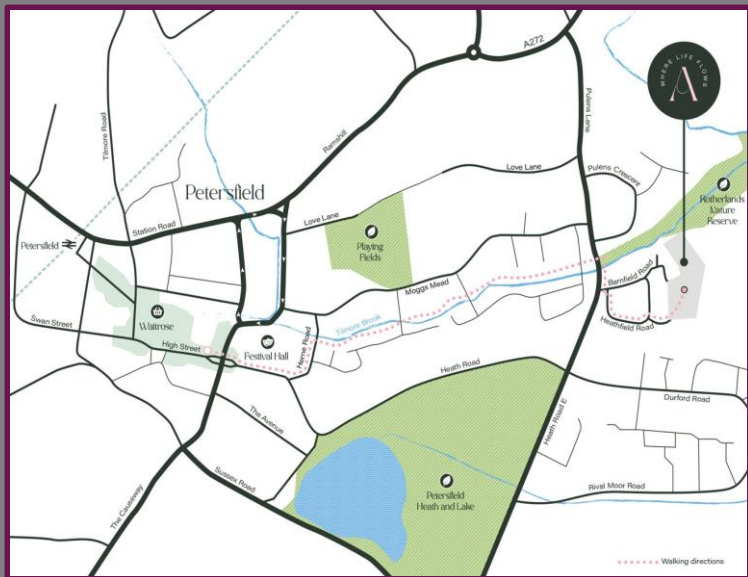 A272
WHERE LIFE FLOWS
A
Tilmore Road
Ramshill
Pulens Lane
Love Lane
Pulens Crescent
Petersfield
Rotherlands
Nature
Reserve
Station Road
Love Lane
Petersfield
Playing
Fields
Barnfield Road
Moggs Mead
Swan Street
Waitrose
Tilmore Brook
Heathfield Road
High Street
Festival Hall
Herne Road
Heath Road
Durford Road
The Avenue
Heath Road E
Rival Moor Road
Sussex Road
Petersfield
Heath and Lake
The Causeway
Walking directions